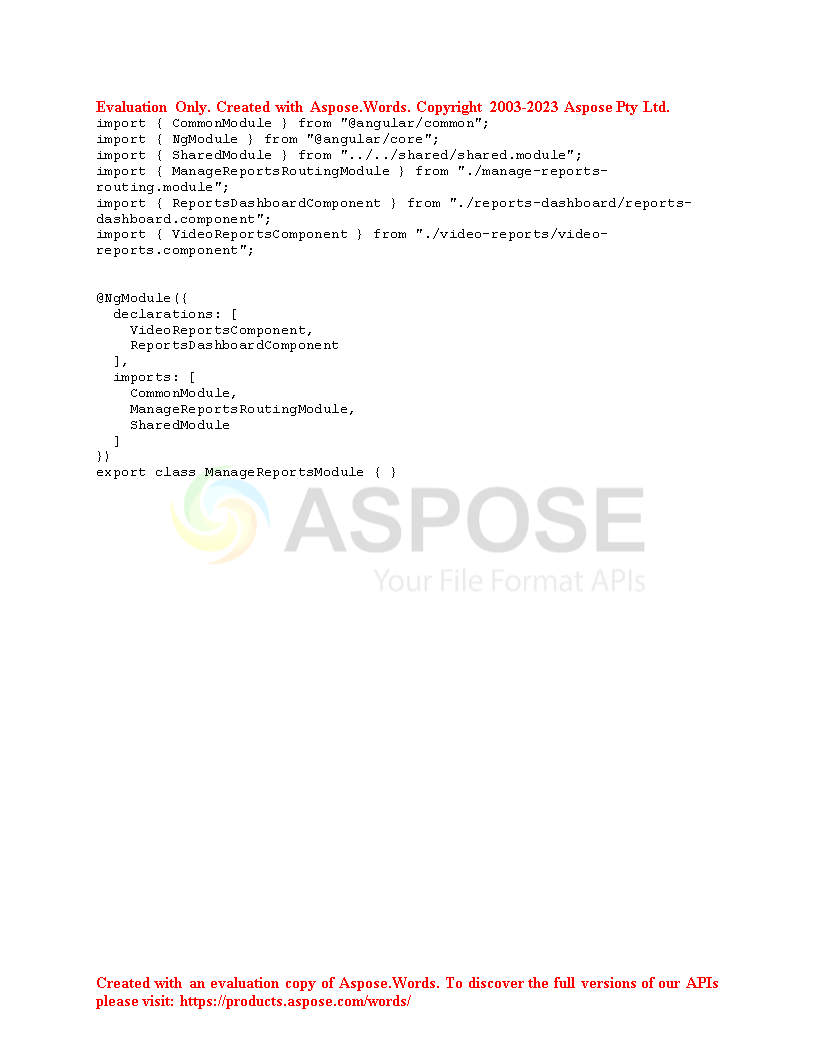 Evaluation Only. Created with Aspose.Words. Copyright 2003-2023 Aspose Pty Ltd.
import { CommonModule } from "@angular/common";
import { NgModule } from "@angular/core";
import { SharedModule } from "../../shared/shared.module";
import { ManageReportsRoutingModule } from "./manage-reports-
routing.module";
import { ReportsDashboardComponent } from "./reports-dashboard/reports-
dashboard.component";
import { VideoReportsComponent } from "./video-reports/video-
reports.component";
@NgModule({
  declarations: [
    VideoReportsComponent,
    ReportsDashboardComponent
  ],
  imports: [
    CommonModule,
    ManageReportsRoutingModule,
    SharedModule
  ]
})
export class ManageReportsModule { }
ASPOSE
Your File Format APIs
Created with an evaluation copy of Aspose.Words. To discover the full versions of our APIs
please visit: https://products.aspose.com/words/